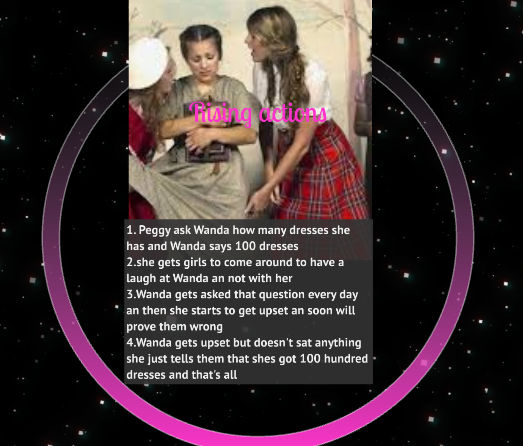 Rising actions
1. Peggy ask Wanda how many dresses she
has and Wanda says 100 dresses
2.she gets girls to come around to have a
laugh at Wanda an not with her
3.Wanda gets asked that question every day
an then she starts to get upset an soon will
prove them wrong
4.Wanda gets upset but doesn't sat anything
she just tells them that shes got 100 hundred
dresses and that's all